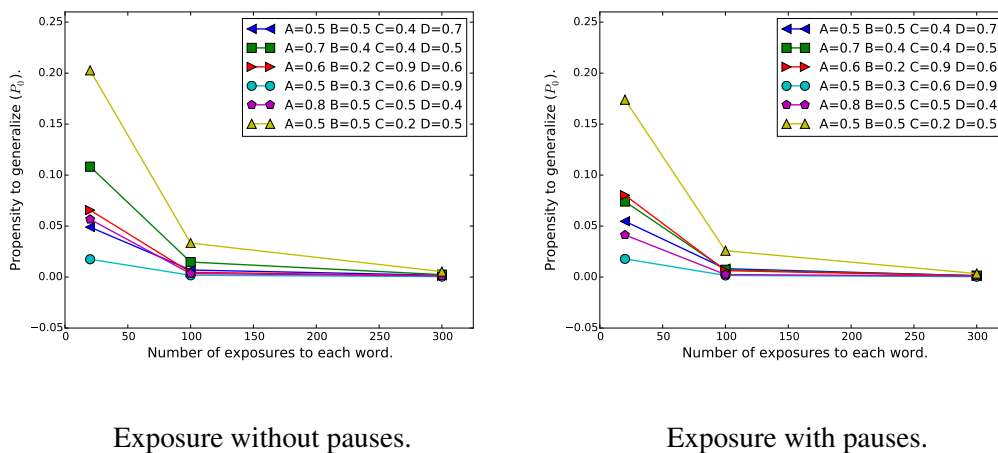 0.25
0.20
0.15
0.10
0.05
0.00
−0.05
Propensity to generalize (P₀).
A=0.5 B=0.5 C=0.4 D=0.7
A=0.7 B=0.4 C=0.4 D=0.5
A=0.6 B=0.2 C=0.9 D=0.6
A=0.5 B=0.3 C=0.6 D=0.9
A=0.8 B=0.5 C=0.5 D=0.4
A=0.5 B=0.5 C=0.2 D=0.5
0 50 100 150 200 250 300
Number of exposures to each word.
Exposure without pauses.
0.25
0.20
0.15
0.10
0.05
0.00
−0.05
Propensity to generalize (P₀).
A=0.5 B=0.5 C=0.4 D=0.7
A=0.7 B=0.4 C=0.4 D=0.5
A=0.6 B=0.2 C=0.9 D=0.6
A=0.5 B=0.3 C=0.6 D=0.9
A=0.8 B=0.5 C=0.5 D=0.4
A=0.5 B=0.5 C=0.2 D=0.5
0 50 100 150 200 250 300
Number of exposures to each word.
Exposure with pauses.